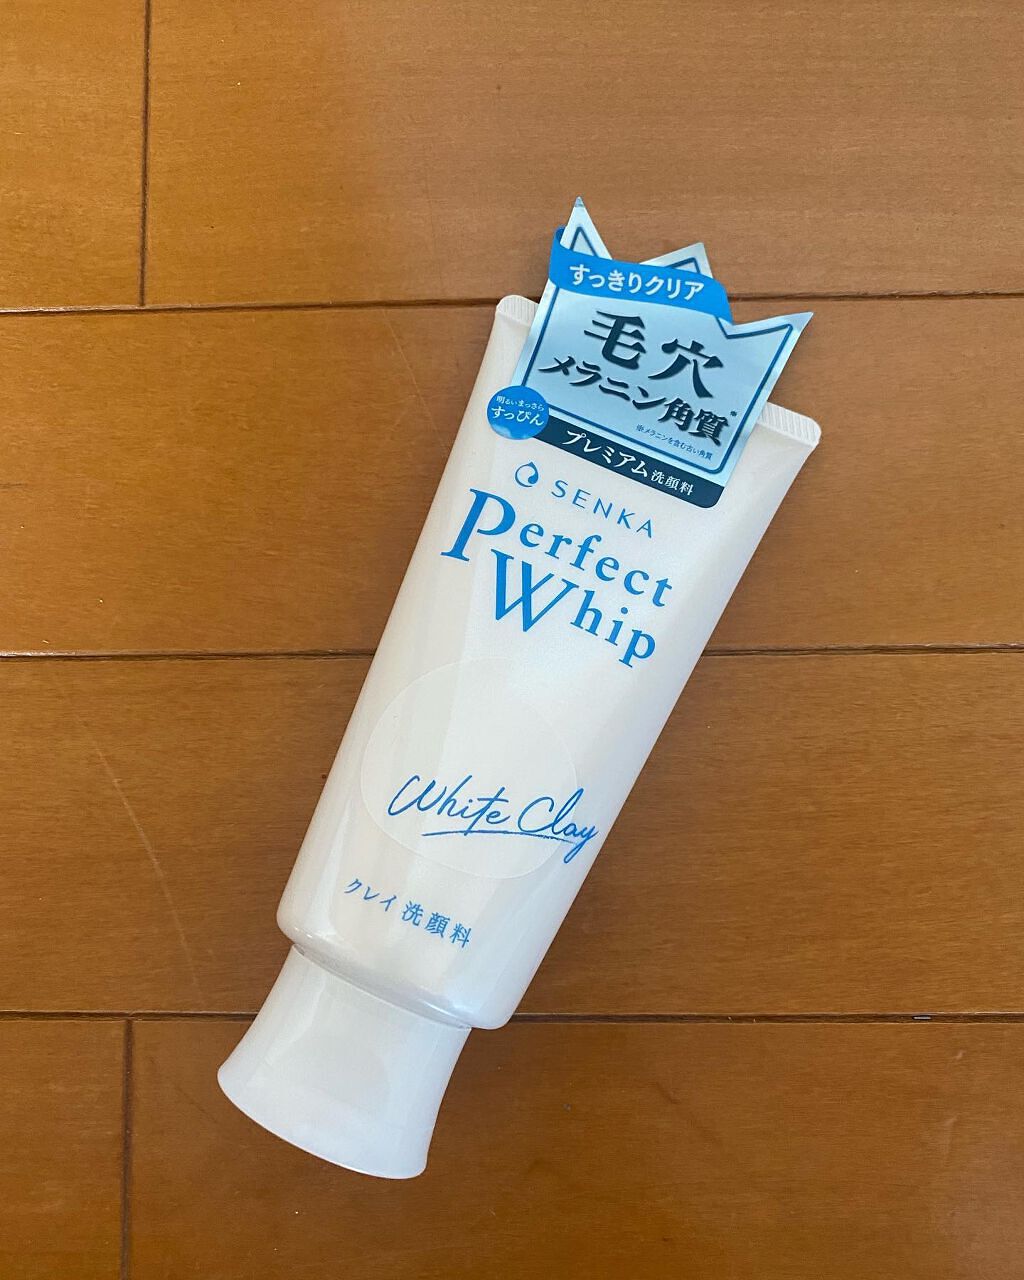 すっきりクリア
毛穴
メラニン角質※
※メラニンを含む古い角質
明るいまっさら
すっぴん
プレミアム洗顔料
SENKA
Perfect
Whip
White Clay
クレイ 洗顔料